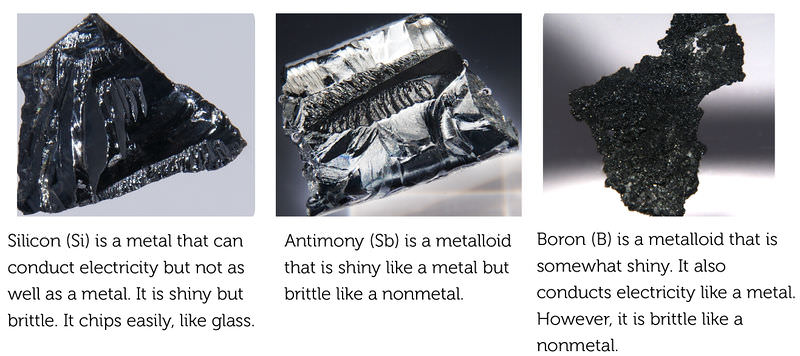 Silicon (Si) is a metal that can
conduct electricity but not as
well as a metal. It is shiny but
brittle. It chips easily, like glass.
Antimony (Sb) is a metalloid
that is shiny like a metal but
brittle like a nonmetal.
Boron (B) is a metalloid that is
somewhat shiny. It also
conducts electricity like a metal.
However, it is brittle like a
nonmetal.